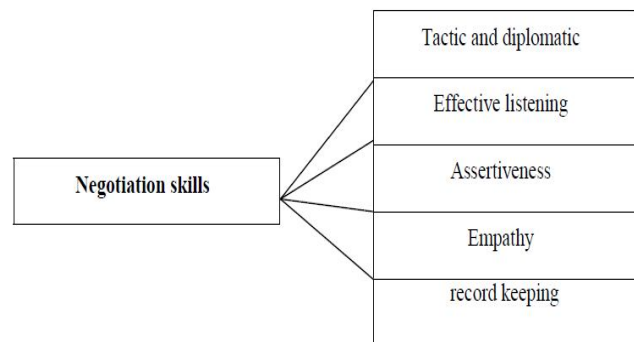 Tactic and diplomatic
Effective listening
Assertiveness
Negotiation skills
Empathy
record keeping